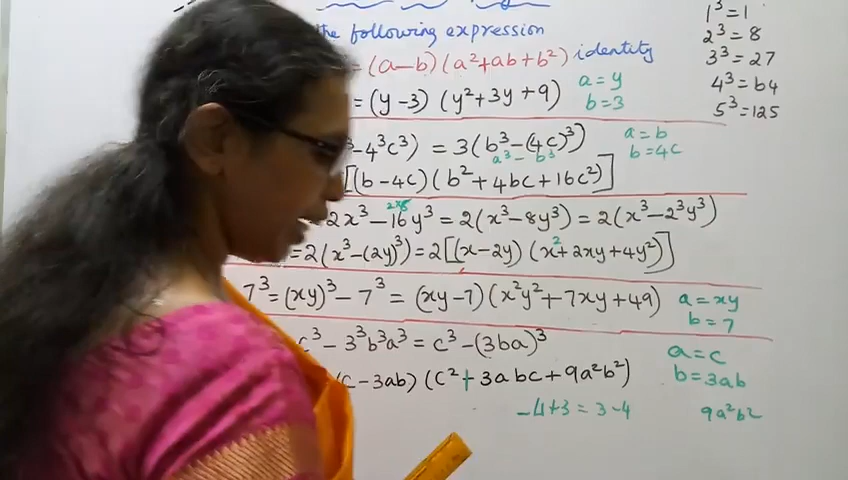 the following expression
= (a-b) (a²+ab+b²) identity
= (y-3) (y²+3y+9)
a=y
b=3
-4³c³) = 3(b³-(4c)³)
a³-b³
a=b
b=4c
[(b-4c) (b²+4bc+16c²)]
2x³-16y³ = 2(x³-8y³) = 2(x³-2³y³)
2×8
=2(x³-(2y)³)=2[(x-2y) (x²+2xy+4y²)]
7³=(xy)³-7³ = (xy-7) (x²y²+7xy+49)
a=xy
b=7
c³-3³b³a³ = c³-(3ba)³
a=c
b=3ab
(c-3ab) (c²+3abc+9a²b²)
-4+3=3-4
9a²b²
1³=1
2³=8
3³=27
4³=64
5³=125